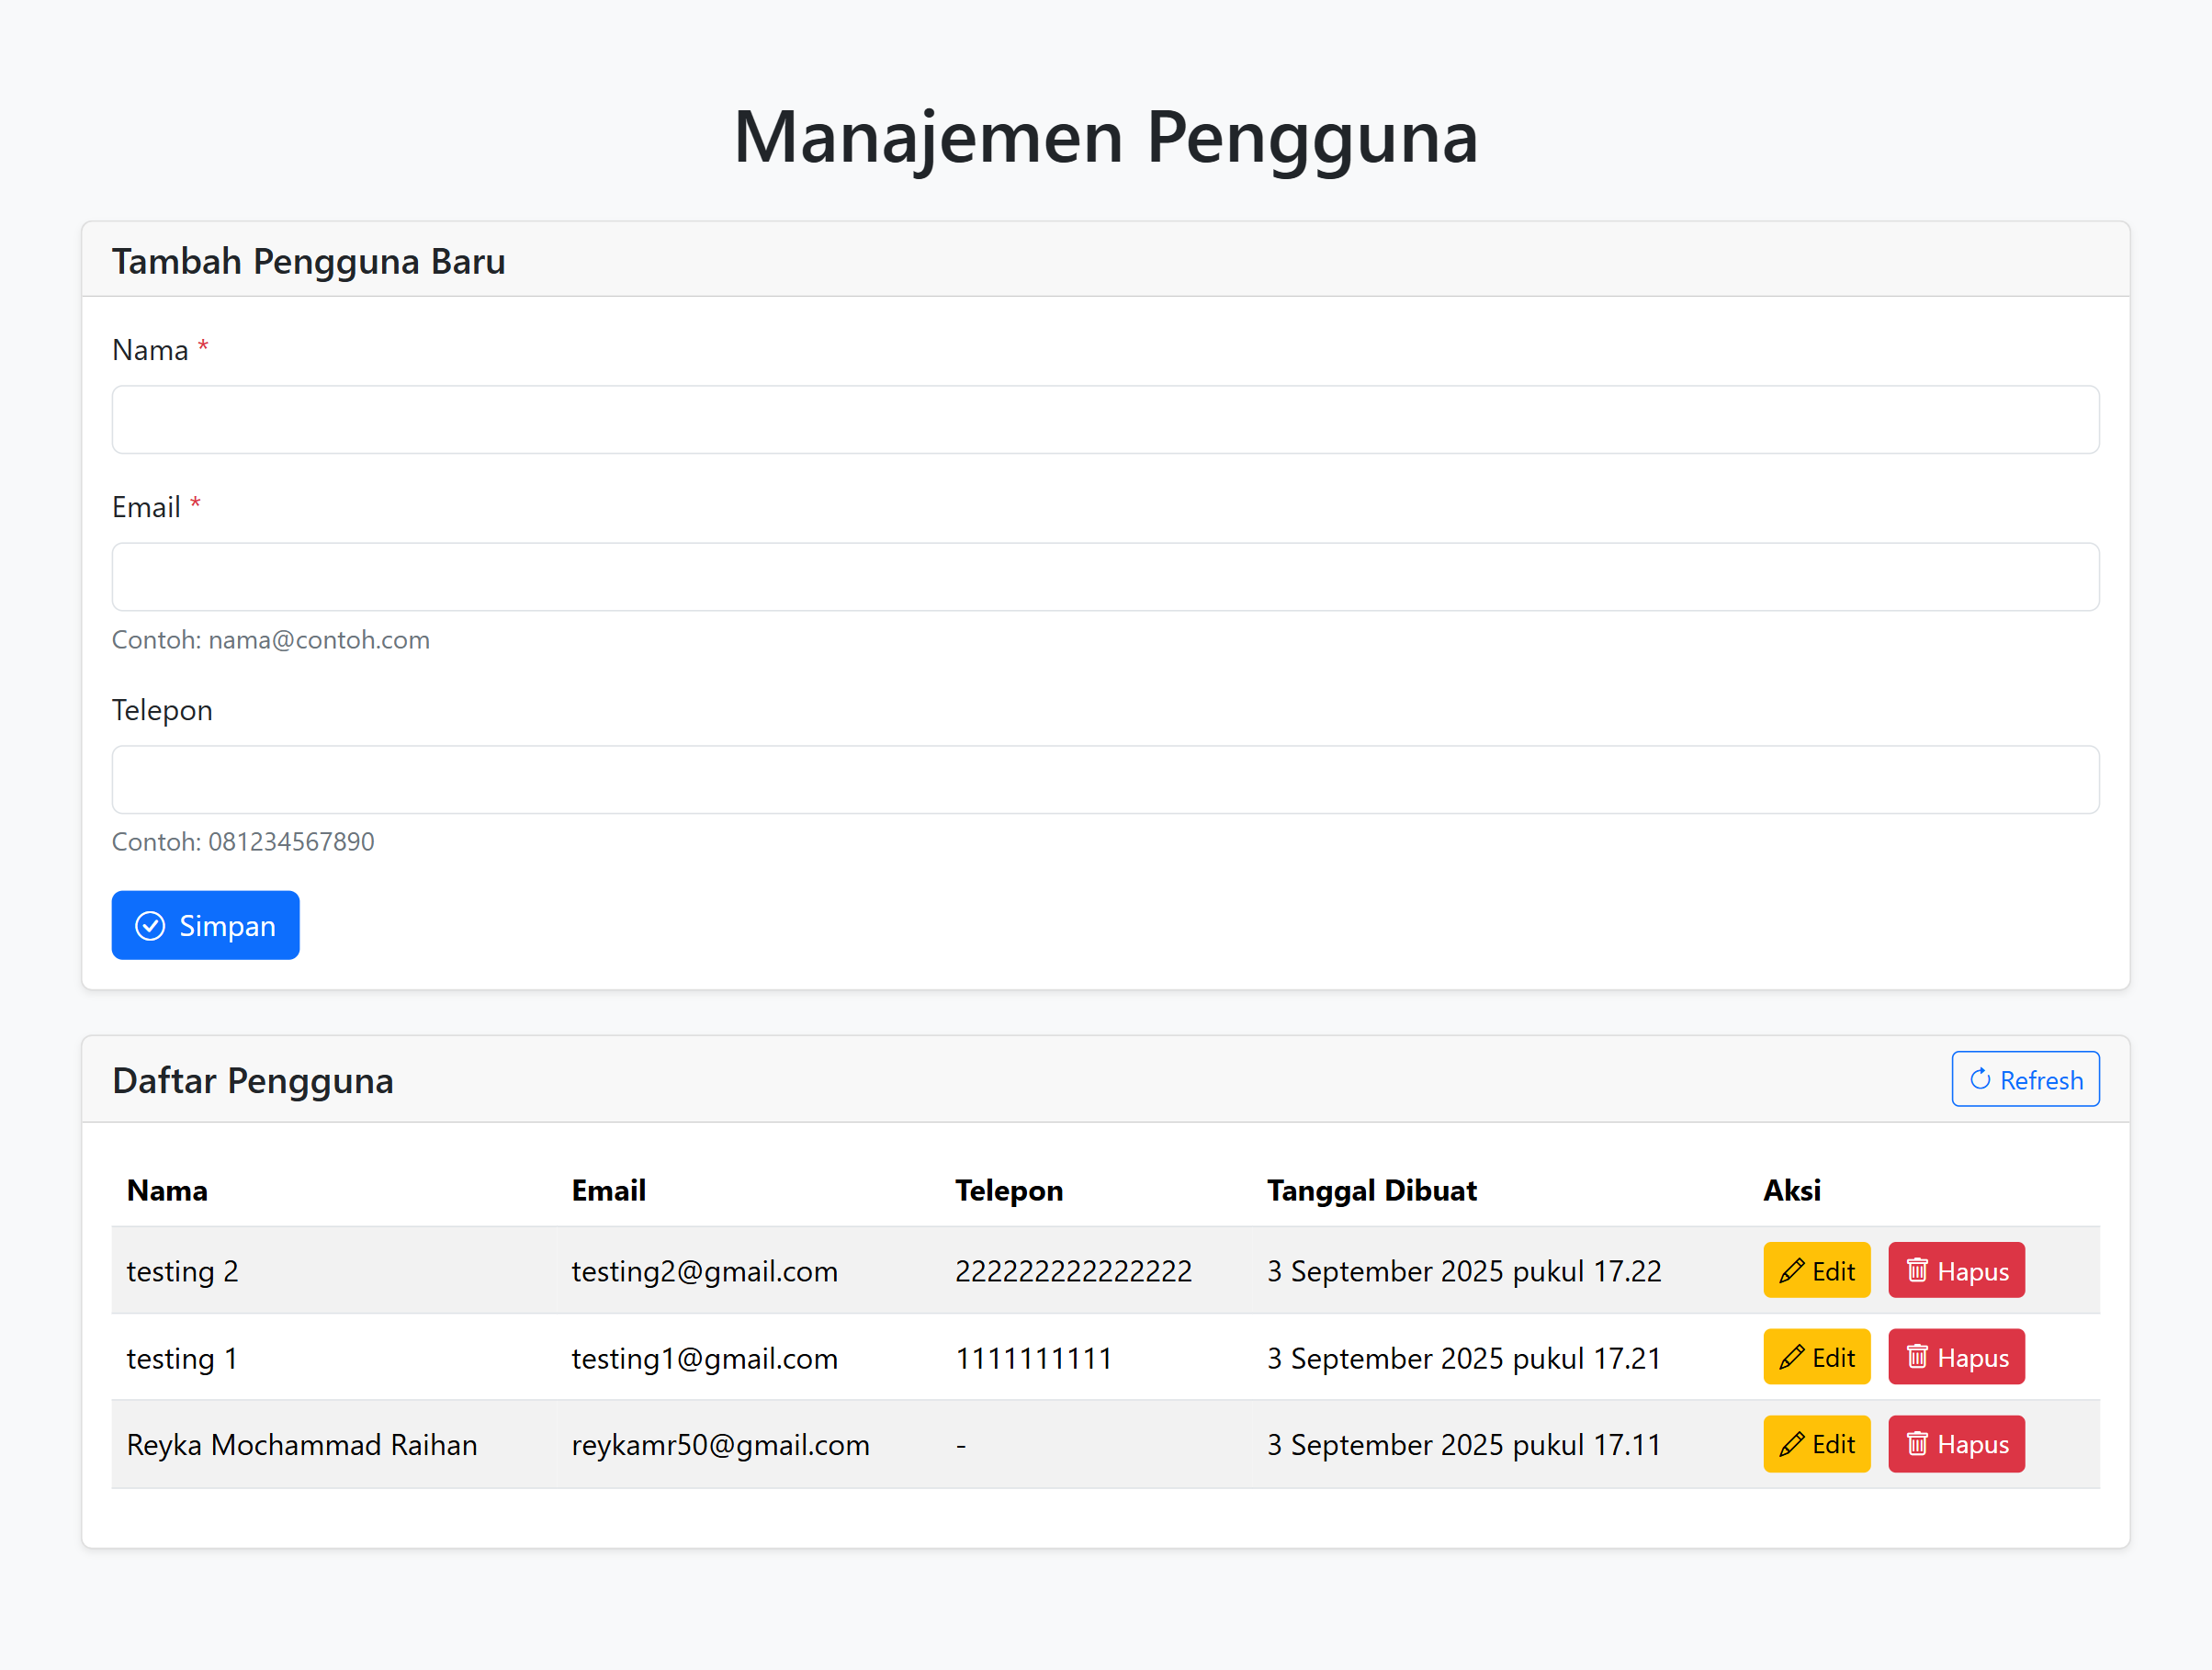 Manajemen Pengguna
Tambah Pengguna Baru
Nama *
Email *
Contoh: nama@contoh.com
Telepon
Contoh: 081234567890
Simpan
Daftar Pengguna Refresh
Nama Email Telepon Tanggal Dibuat Aksi
testing 2 testing2@gmail.com 222222222222222 3 September 2025 pukul 17.22 Edit Hapus
testing 1 testing1@gmail.com 1111111111 3 September 2025 pukul 17.21 Edit Hapus
Reyka Mochammad Raihan reykamr50@gmail.com - 3 September 2025 pukul 17.11 Edit Hapus